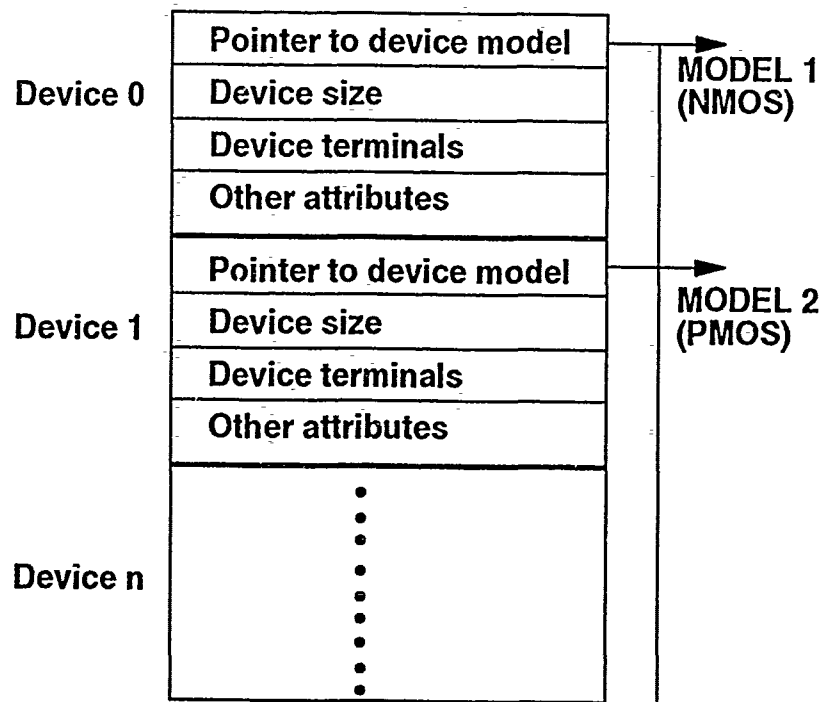 Pointer to device model
MODEL 1
(NMOS)
Device 0
Device size
Device terminals
Other attributes
Pointer to device model
MODEL 2
(PMOS)
Device 1
Device size
Device terminals
Other attributes
Device n